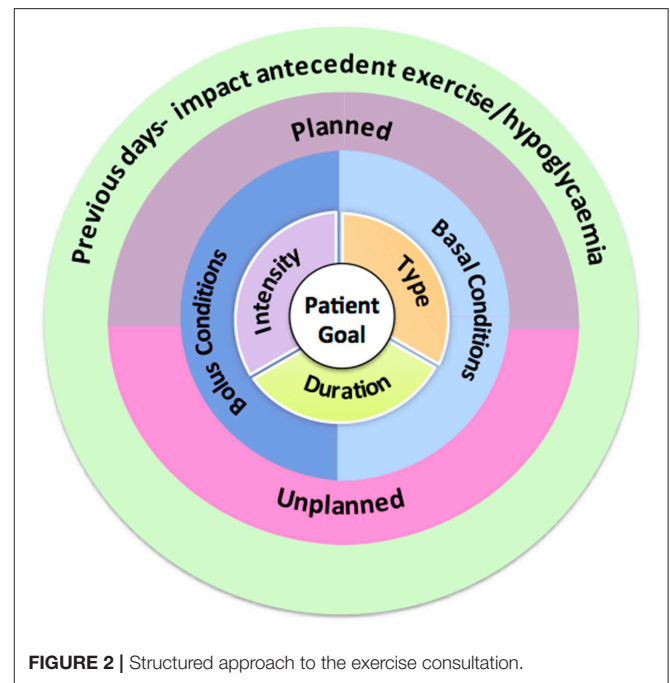 Previous days- impact antecedent exercise/hypoglycaemia
Planned
Bolus Conditions
Basal Conditions
Intensity
Type
Patient
Goal
Duration
Unplanned
FIGURE 2 | Structured approach to the exercise consultation.